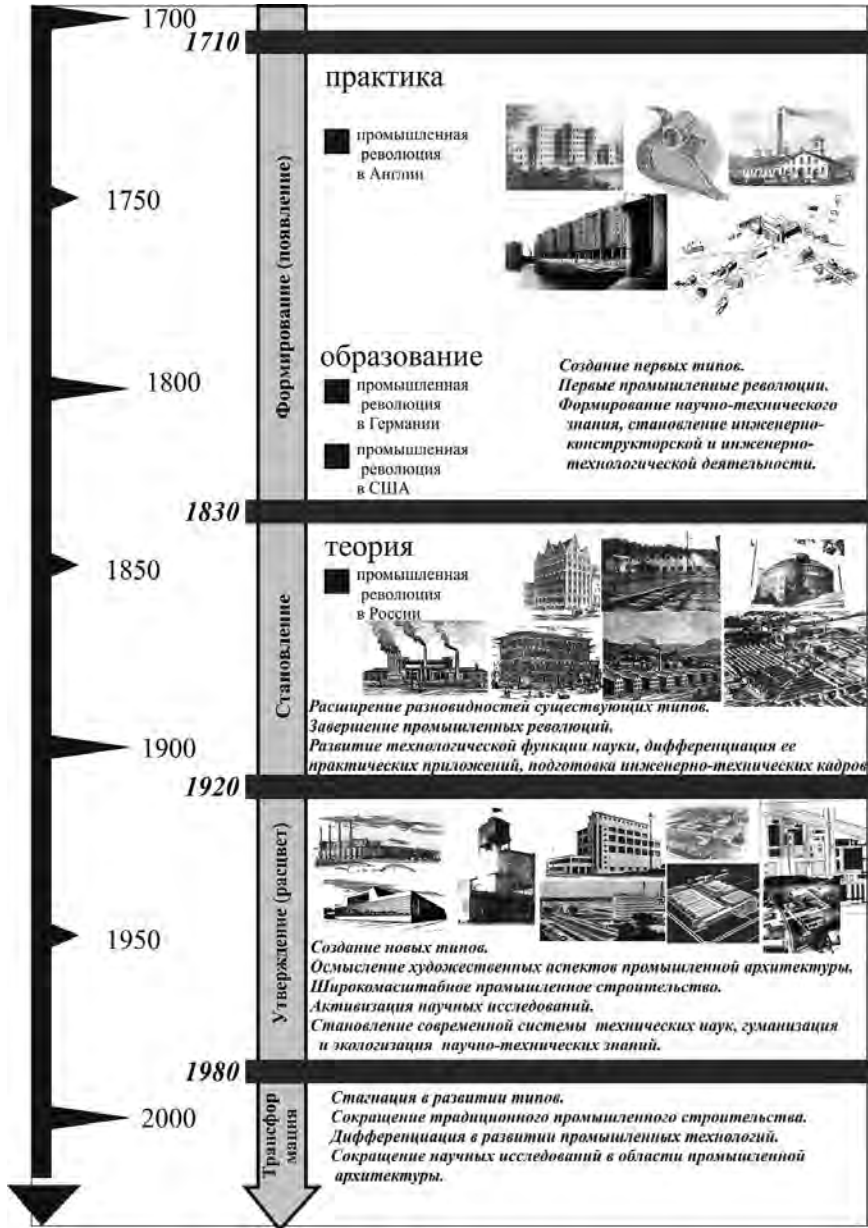 1700
1710
практика
промышленная
революция
в Англии
1750
Формирование (появление)
образование
промышленная
революция
в Германии
промышленная
революция
в США
1800
Создание первых типов.
Первые промышленные революции.
Формирование научно-технического
знания, становление инженерно-
конструкторской и инженерно-
технологической деятельности.
1830
теория
промышленная
революция
в России
1850
Становление
Расширение разновидностей существующих типов.
Завершение промышленных революций.
Развитие технологической функции науки, дифференциация ее
практических приложений, подготовка инженерно-технических кадров
1900
1920
Утверждение (расцвет)
1950
Создание новых типов.
Осмысление художественных аспектов промышленной архитектуры.
Широкомасштабное промышленное строительство.
Активизация научных исследований.
Становление современной системы технических наук, гуманизация
и экологизация научно-технических знаний.
1980
Трансфор
мация
2000
Стагнация в развитии типов.
Сокращение традиционного промышленного строительства.
Дифференциация в развитии промышленных технологий.
Сокращение научных исследований в области промышленной
архитектуры.